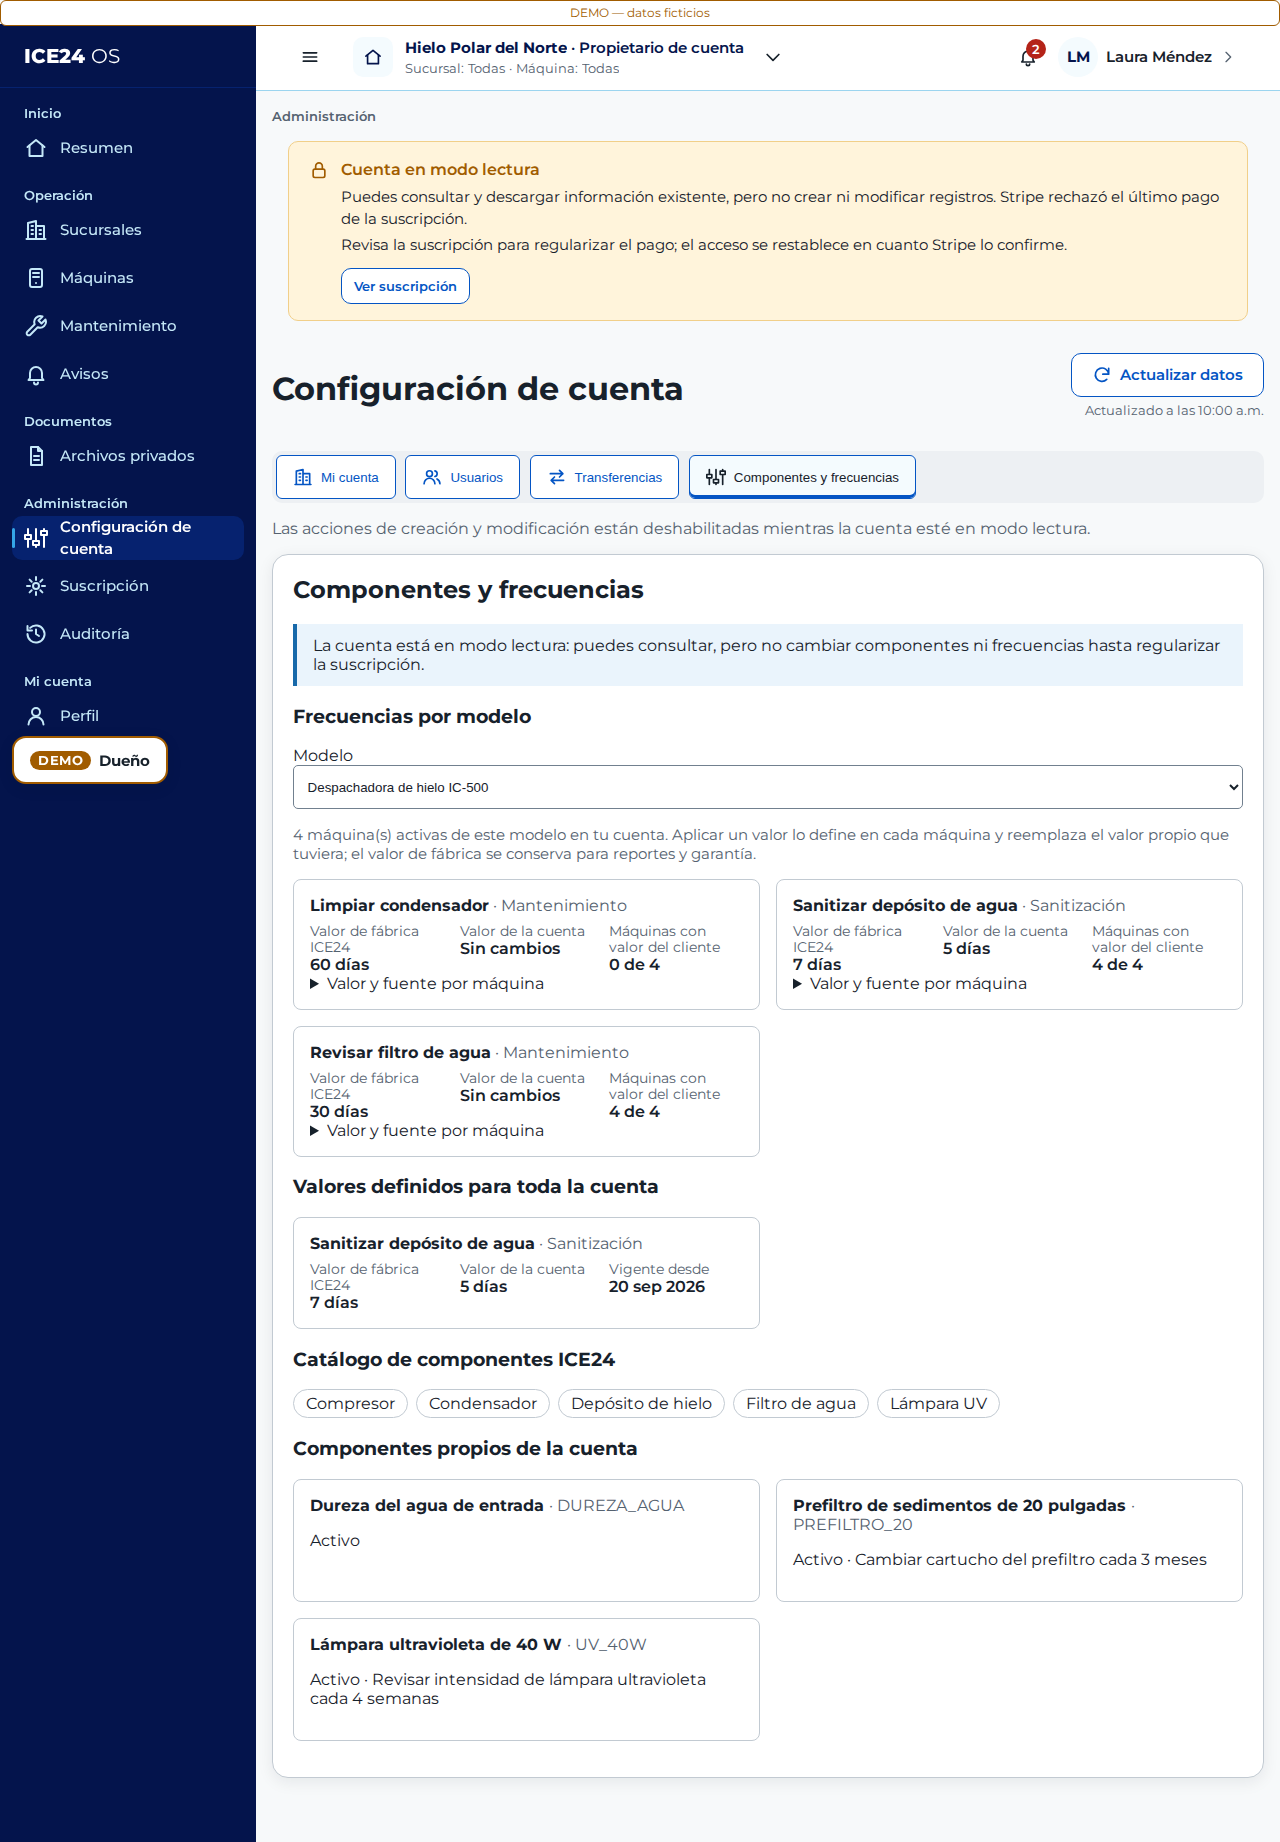 DEMO — datos ficticios
ICE24 OS
Inicio
Resumen
Operación
Sucursales
Máquinas
Mantenimiento
Avisos
Documentos
Archivos privados
Administración
Configuración de
cuenta
Suscripción
Auditoría
Mi cuenta
Perfil
DEMO Dueño
Hielo Polar del Norte · Propietario de cuenta
Sucursal: Todas · Máquina: Todas
2
LM Laura Méndez
Administración
Cuenta en modo lectura
Puedes consultar y descargar información existente, pero no crear ni modificar registros. Stripe rechazó el último pago
de la suscripción.
Revisa la suscripción para regularizar el pago; el acceso se restablece en cuanto Stripe lo confirme.
Ver suscripción
Configuración de cuenta
Actualizar datos
Actualizado a las 10:00 a.m.
Mi cuenta Usuarios Transferencias Componentes y frecuencias
Las acciones de creación y modificación están deshabilitadas mientras la cuenta esté en modo lectura.
Componentes y frecuencias
La cuenta está en modo lectura: puedes consultar, pero no cambiar componentes ni frecuencias hasta regularizar
la suscripción.
Frecuencias por modelo
Modelo
Despachadora de hielo IC-500
4 máquina(s) activas de este modelo en tu cuenta. Aplicar un valor lo define en cada máquina y reemplaza el valor propio que
tuviera; el valor de fábrica se conserva para reportes y garantía.
Limpiar condensador · Mantenimiento
Valor de fábrica ICE24
60 días
Valor de la cuenta
Sin cambios
Máquinas con valor del cliente
0 de 4
Valor y fuente por máquina
Sanitizar depósito de agua · Sanitización
Valor de fábrica ICE24
7 días
Valor de la cuenta
5 días
Máquinas con valor del cliente
4 de 4
Valor y fuente por máquina
Revisar filtro de agua · Mantenimiento
Valor de fábrica ICE24
30 días
Valor de la cuenta
Sin cambios
Máquinas con valor del cliente
4 de 4
Valor y fuente por máquina
Valores definidos para toda la cuenta
Sanitizar depósito de agua · Sanitización
Valor de fábrica ICE24
7 días
Valor de la cuenta
5 días
Vigente desde
20 sep 2026
Catálogo de componentes ICE24
Compresor Condensador Depósito de hielo Filtro de agua Lámpara UV
Componentes propios de la cuenta
Dureza del agua de entrada · DUREZA_AGUA
Activo
Prefiltro de sedimentos de 20 pulgadas ·
PREFILTRO_20
Activo · Cambiar cartucho del prefiltro cada 3 meses
Lámpara ultravioleta de 40 W · UV_40W
Activo · Revisar intensidad de lámpara ultravioleta
cada 4 semanas